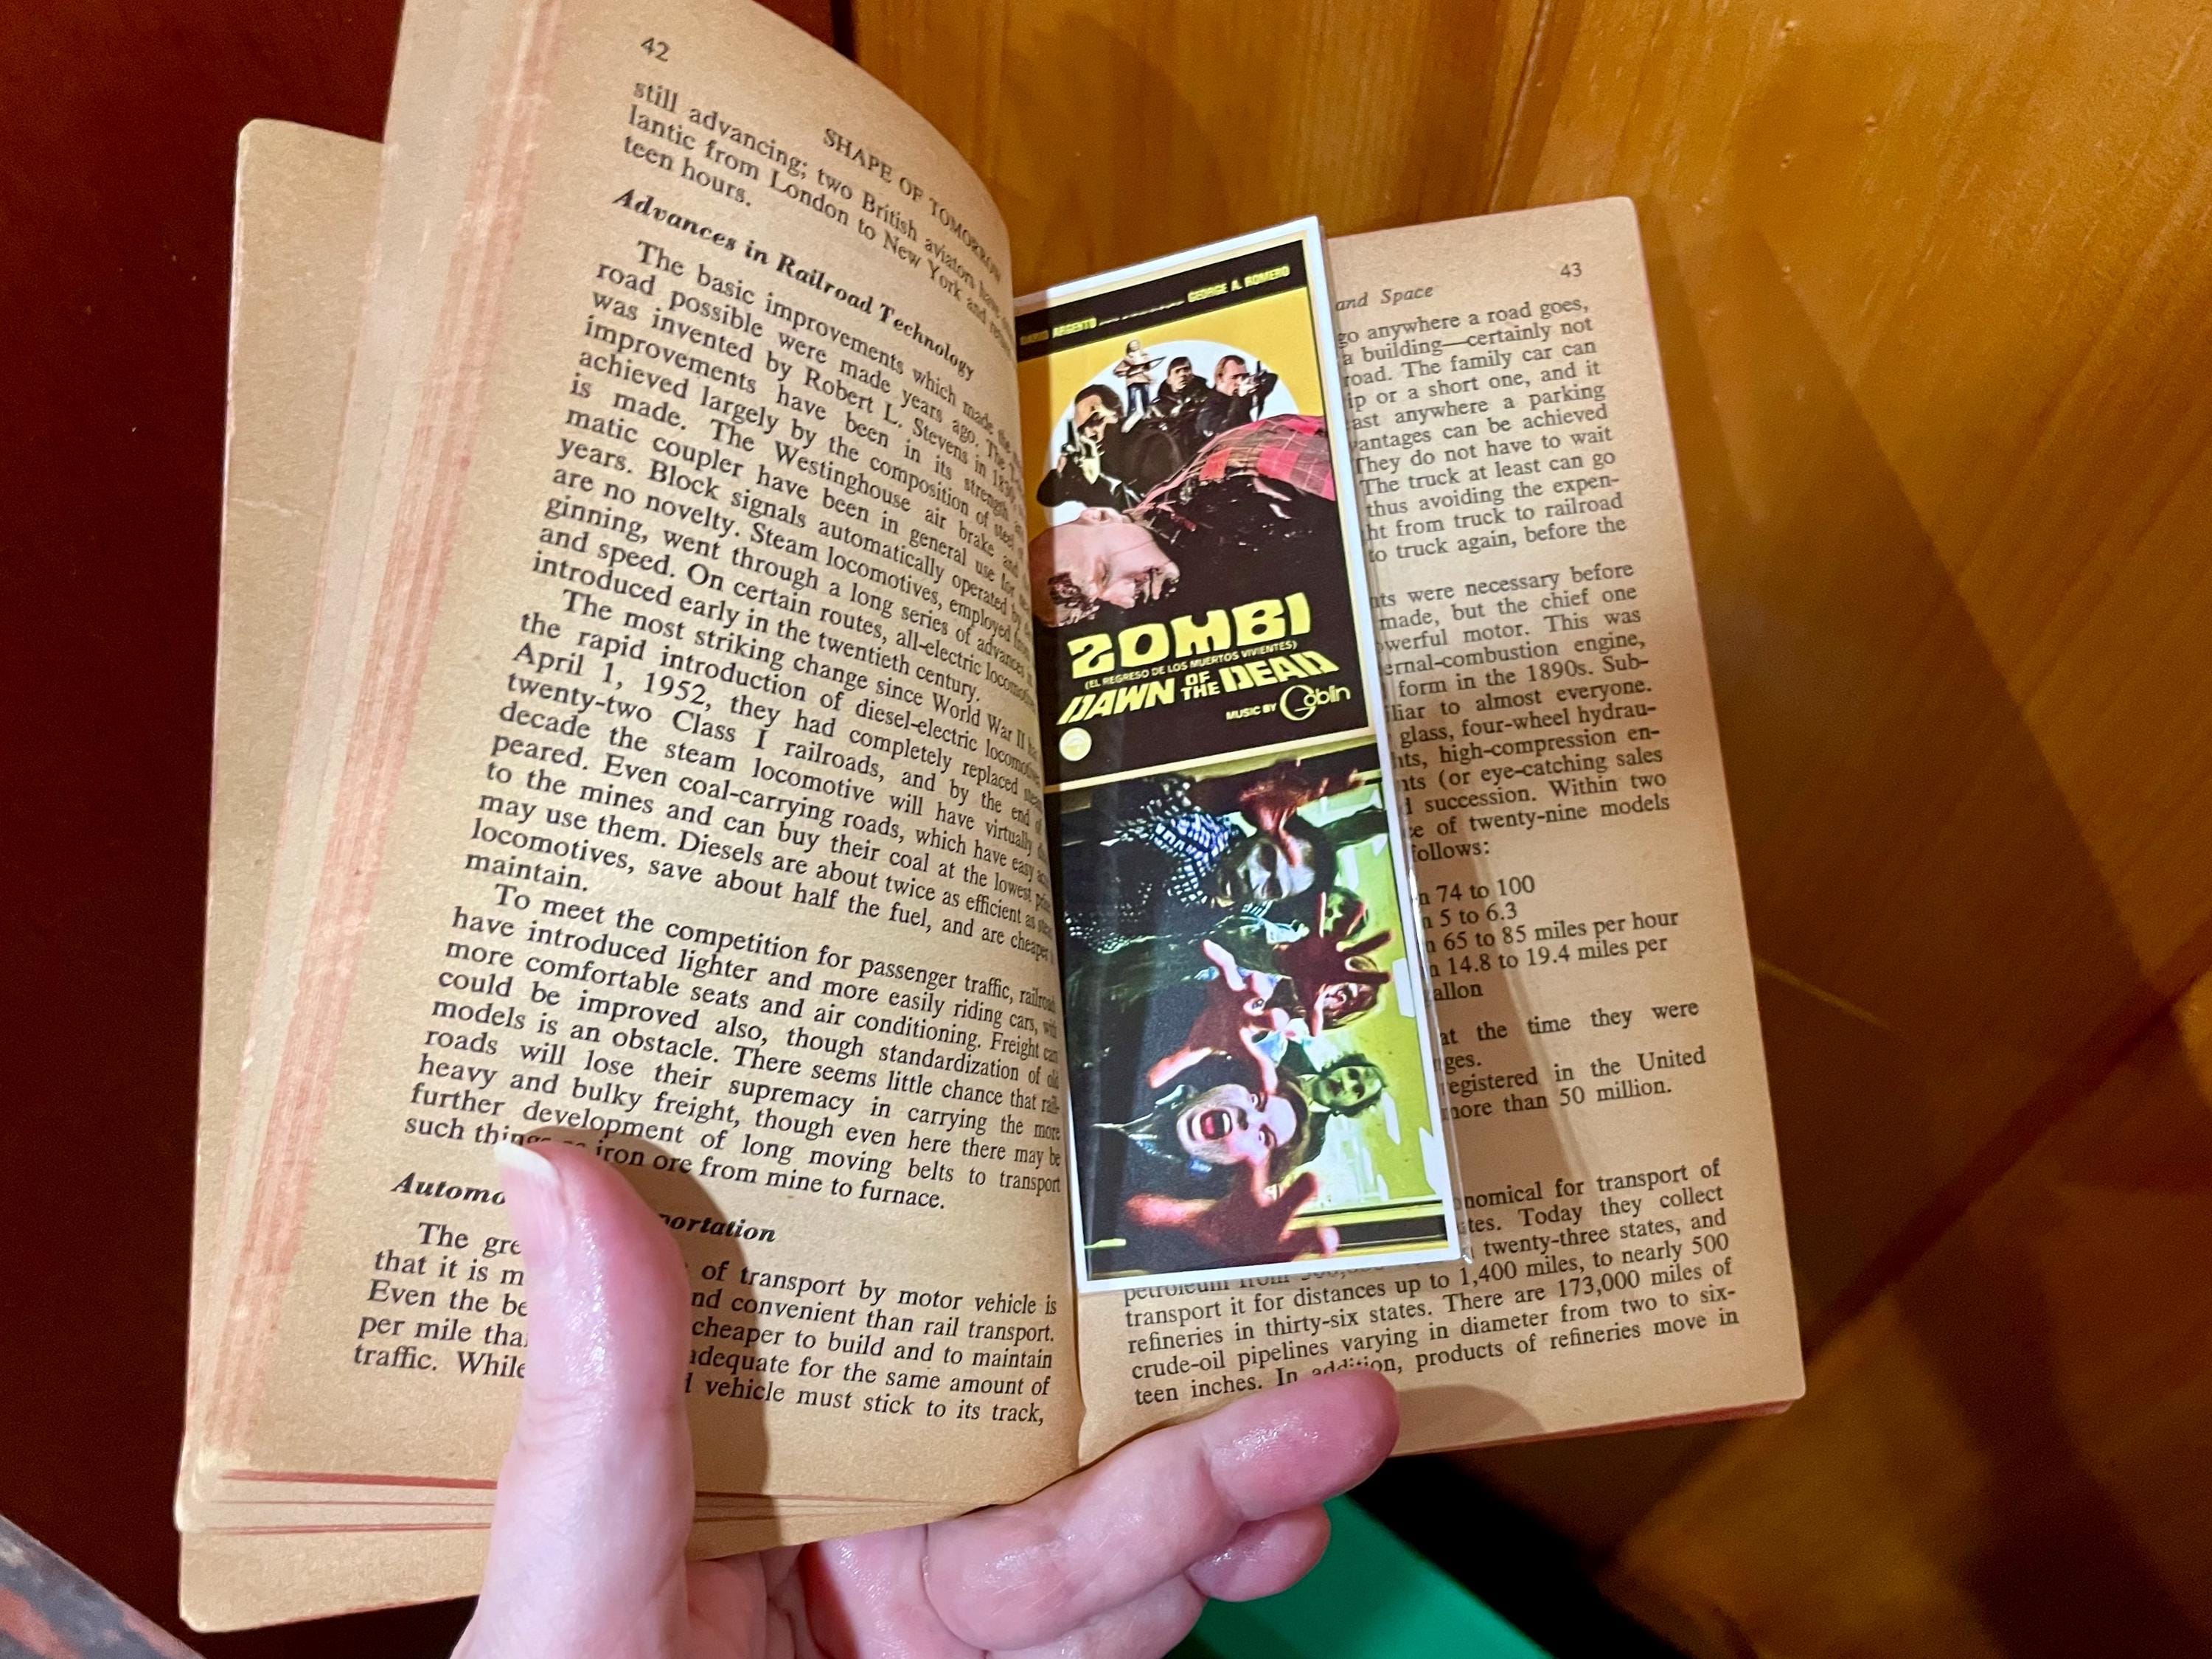 42
SHAPE OF TOMORROW
still advancing; two British aviators have
lantic from London to New York and
teen hours.
Advances in Railroad Technology
The basic improvements which made the
road possible were made years ago. The
was invented by Robert L. Stevens in
improvements have been in its strength
achieved largely by the composition of steel
is made. The Westinghouse air brake and
matic coupler have been in general use for
years. Block signals automatically operated by
are no novelty. Steam locomotives, employed from
ginning, went through a long series of advances in
and speed. On certain routes, all-electric
introduced early in the twentieth century.
The most striking change since World War II
the rapid introduction of diesel-electric
April 1, 1952, they had completely replaced
twenty-two Class I railroads, and by the end of
decade the steam locomotive will have virtually
peared. Even coal-carrying roads, which have easy
to the mines and can buy their coal at the lowest
may use them. Diesels are about twice as efficient as
locomotives, save about half the fuel, and are cheaper
maintain.
To meet the competition for passenger traffic,
have introduced lighter and more easily riding cars, with
more comfortable seats and air conditioning. Freight cars
could be improved also, though standardization of old
models is an obstacle. There seems little chance that rail-
roads will lose their supremacy in carrying the more
heavy and bulky freight, though even here there may be
further development of long moving belts to transport
such things as iron ore from mine to furnace.
The of transport by motor vehicle is
that it is and convenient than rail transport.
Even the cheaper to build and to maintain
per mile adequate for the same amount of
traffic. While vehicle must stick to its track,
DARIO ARGENTO GEORGE A. ROMERO
ZOMBI
(EL REGRESO DE LOS MUERTOS VIVIENTES)
DAWN OF THE DEAD
MUSIC BY Goblin
43
and Space
go anywhere a road goes,
a building—certainly not
road. The family car can
or a short one, and it
anywhere a parking
can be achieved
They do not have to wait
The truck at least can go
thus avoiding the expen-
from truck to railroad
to truck again, before the
were necessary before
made, but the chief one
motor. This was
engine,
form in the 1890s. Sub-
to almost everyone.
glass, four-wheel hydrau-
high-compression en-
(or eye-catching sales
succession. Within two
of twenty-nine models
follows:
74 to 100
5 to 6.3
65 to 85 miles per hour
14.8 to 19.4 miles per
at the time they were
registered in the United
more than 50 million.
for transport of
Today they collect
twenty-three states, and
petroleum from
transport it for distances up to 1,400 miles, to nearly 500
refineries in thirty-six states. There are 173,000 miles of
crude-oil pipelines varying in diameter from two to six-
teen inches. In addition, products of refineries move in